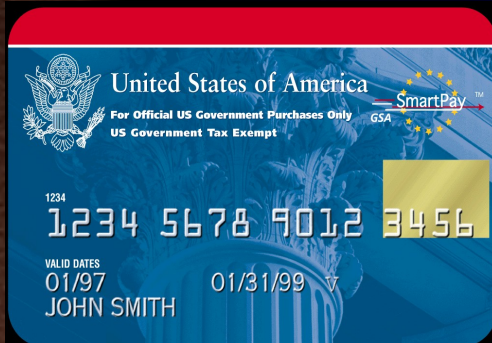 United States of America
For Official US Government Purchases Only
US Government Tax Exempt
GSA SmartPay TM
1234
1234 5678 9012 3456
VALID DATES
01/97 01/31/99 V
JOHN SMITH